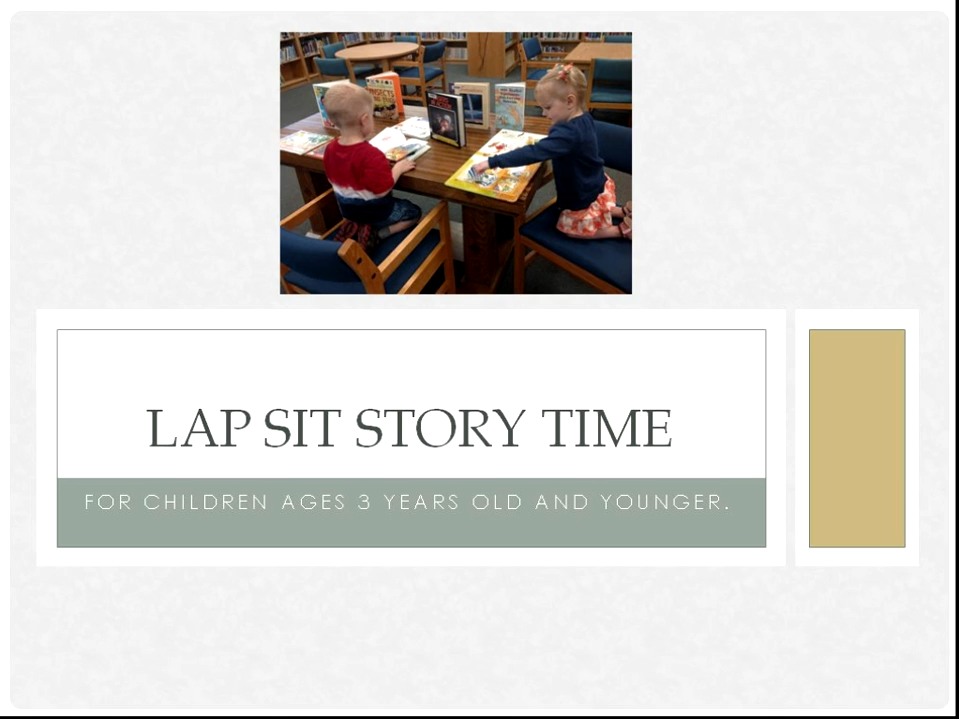 LAP SIT STORY TIME
FOR CHILDREN AGES 3 YEARS OLD AND YOUNGER.